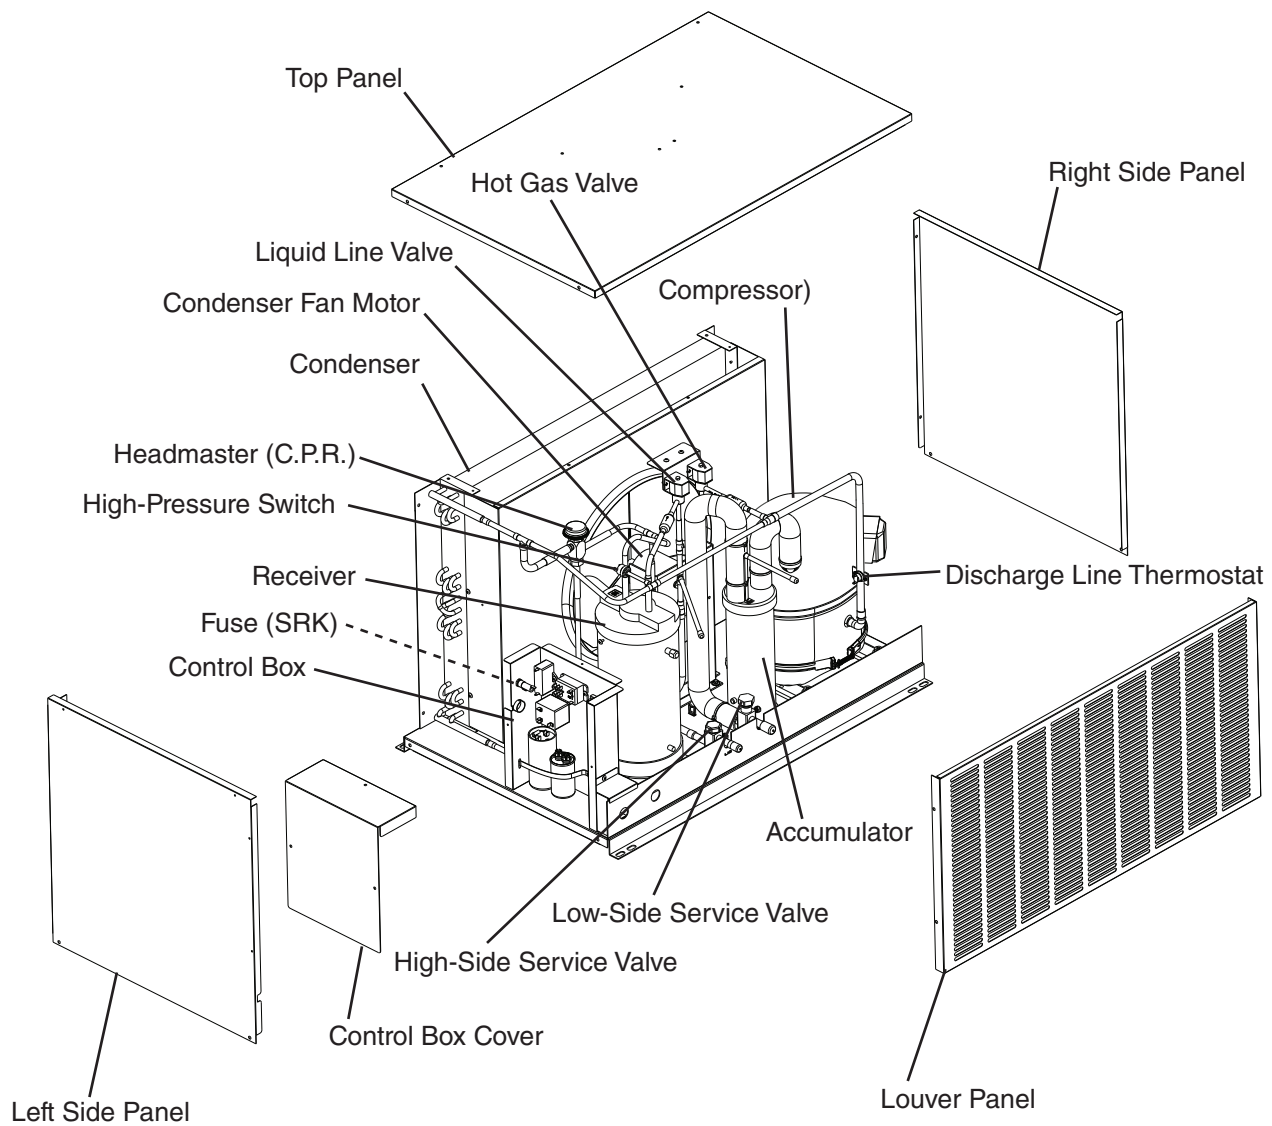 Top Panel
Hot Gas Valve
Right Side Panel
Liquid Line Valve
Compressor)
Condenser Fan Motor
Condenser
Headmaster (C.P.R.)
High-Pressure Switch
Receiver
Discharge Line Thermostat
Fuse (SRK)
Control Box
Accumulator
Low-Side Service Valve
High-Side Service Valve
Control Box Cover
Louver Panel
Left Side Panel